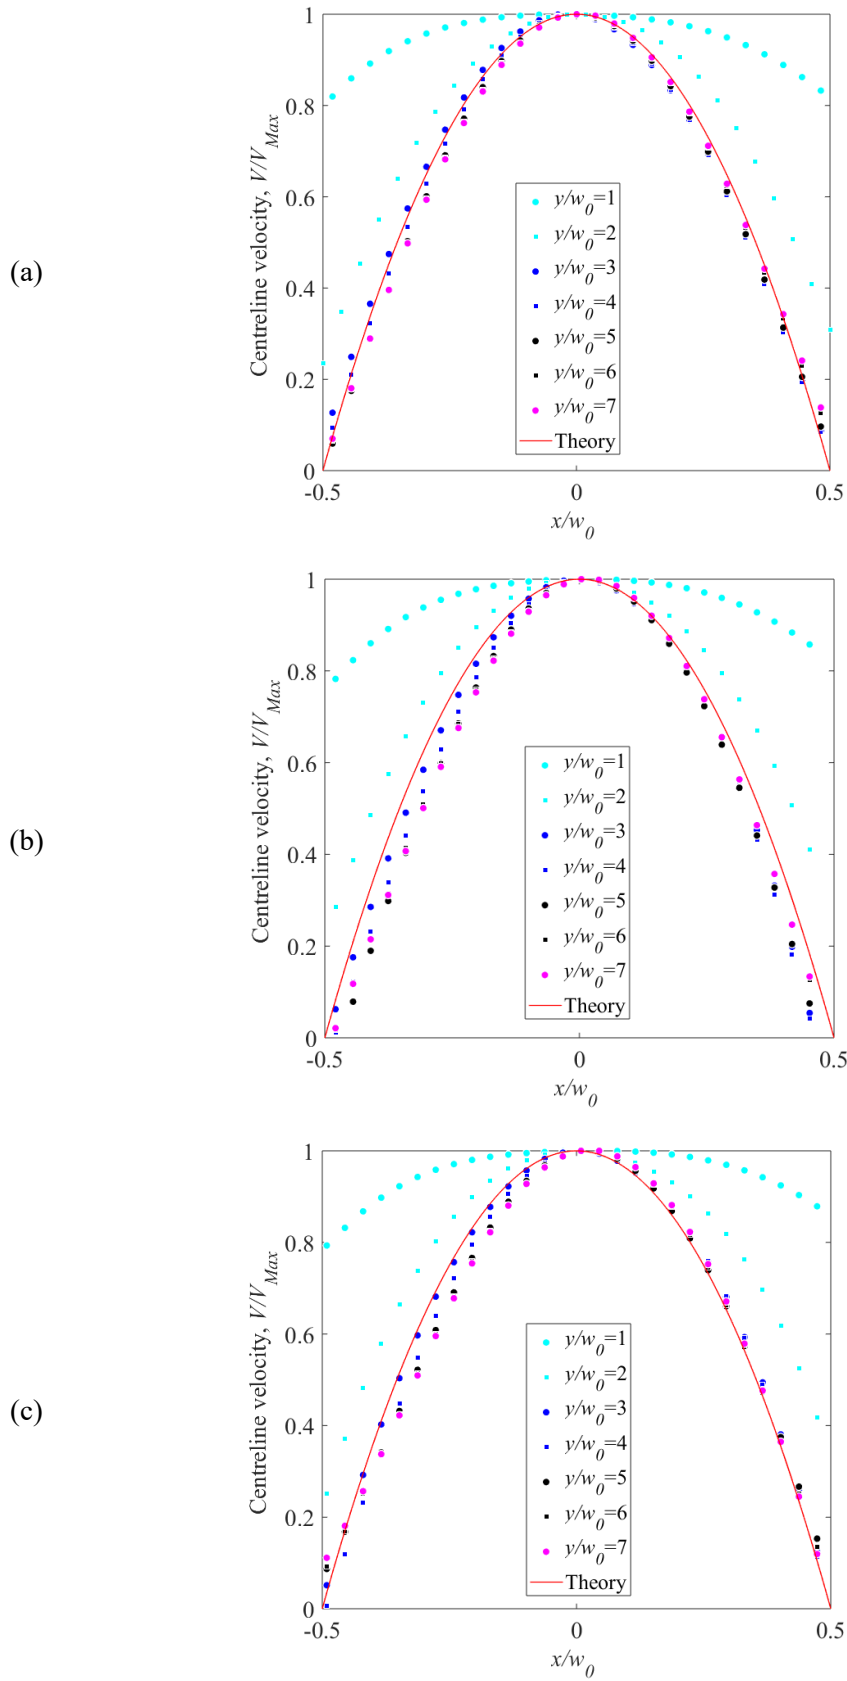 (a)
Centreline velocity, V/V_Max
1
0.8
0.6
0.4
0.2
0
-0.5
0
0.5
x/w_0
y/w_0=1
y/w_0=2
y/w_0=3
y/w_0=4
y/w_0=5
y/w_0=6
y/w_0=7
Theory
(b)
Centreline velocity, V/V_Max
1
0.8
0.6
0.4
0.2
0
-0.5
0
0.5
x/w_0
y/w_0=1
y/w_0=2
y/w_0=3
y/w_0=4
y/w_0=5
y/w_0=6
y/w_0=7
Theory
(c)
Centreline velocity, V/V_Max
1
0.8
0.6
0.4
0.2
0
-0.5
0
0.5
x/w_0
y/w_0=1
y/w_0=2
y/w_0=3
y/w_0=4
y/w_0=5
y/w_0=6
y/w_0=7
Theory